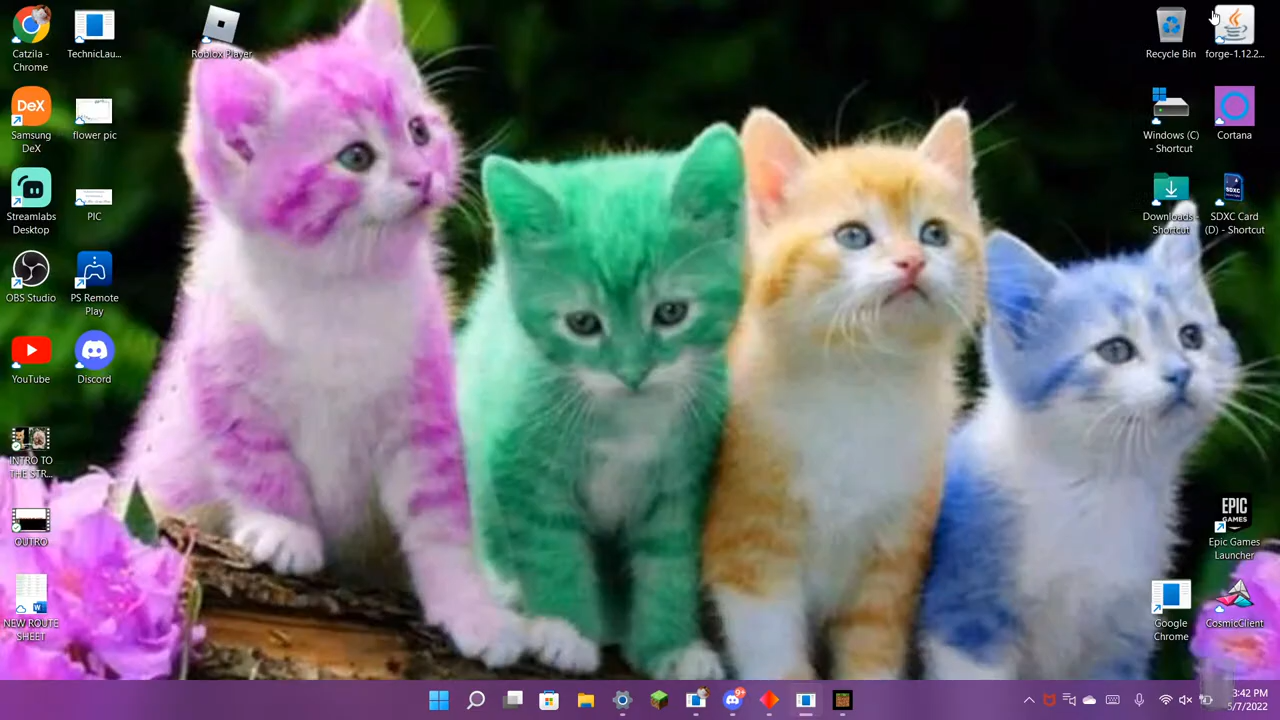 Catzila -
Chrome
TechnicLau...
Roblox Player
Recycle Bin
forge-1.12.2...
DeX
Samsung
DeX
flower pic
Windows (C)
- Shortcut
Cortana
Streamlabs
Desktop
PIC
Downloads -
Shortcut
SDXC
SDXC Card
(D) - Shortcut
OBS Studio
PS Remote
Play
YouTube
Discord
INTRO TO
THE STR...
OUTRO
EPIC
GAMES
Epic Games
Launcher
NEW ROUTE
SHEET
Google
Chrome
CosmicClient
9+
3:42 PM
5/7/2022